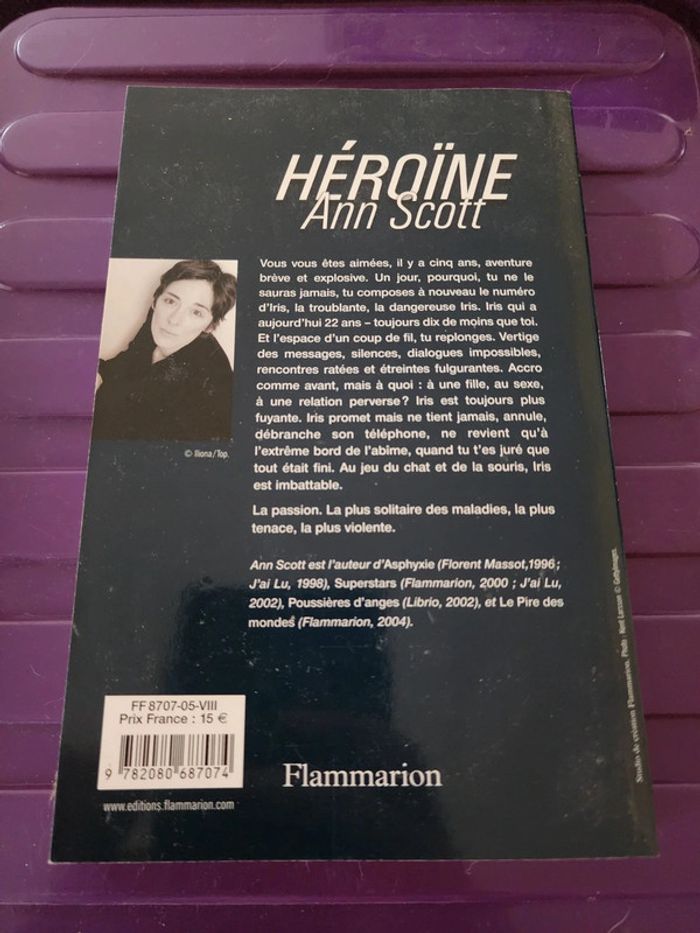 HÉROÏNE
Ann Scott
Vous vous êtes aimées, il y a cinq ans, aventure
brève et explosive. Un jour, pourquoi, tu ne le
sauras jamais, tu composes à nouveau le numéro
d'Iris, la troublante, la dangereuse Iris. Iris qui a
aujourd'hui 22 ans – toujours dix de moins que toi.
Et l'espace d'un coup de fil, tu replonges. Vertige
des messages, silences, dialogues impossibles,
rencontres ratées et étreintes fulgurantes. Accro
comme avant, mais à quoi : à une fille, au sexe,
à une relation perverse ? Iris est toujours plus
fuyante. Iris promet mais ne tient jamais, annule,
débranche son téléphone, ne revient qu'à
l'extrême bord de l'abîme, quand tu t'es juré que
tout était fini. Au jeu du chat et de la souris, Iris
est imbattable.
La passion. La plus solitaire des maladies, la plus
tenace, la plus violente.
Ann Scott est l'auteur d'Asphyxie (Florent Massot,1996 ;
J'ai Lu, 1998), Superstars (Flammarion, 2000 ; J'ai Lu,
2002), Poussières d'anges (Librio, 2002), et Le Pire des
mondes (Flammarion, 2004).
© Iliona/Top.
FF 8707-05-VIII
Prix France : 15 €
9 782080 687074
www.editions.flammarion.com
Flammarion
Studio de création Flammarion. Photo : Larsson © Gettyimages.